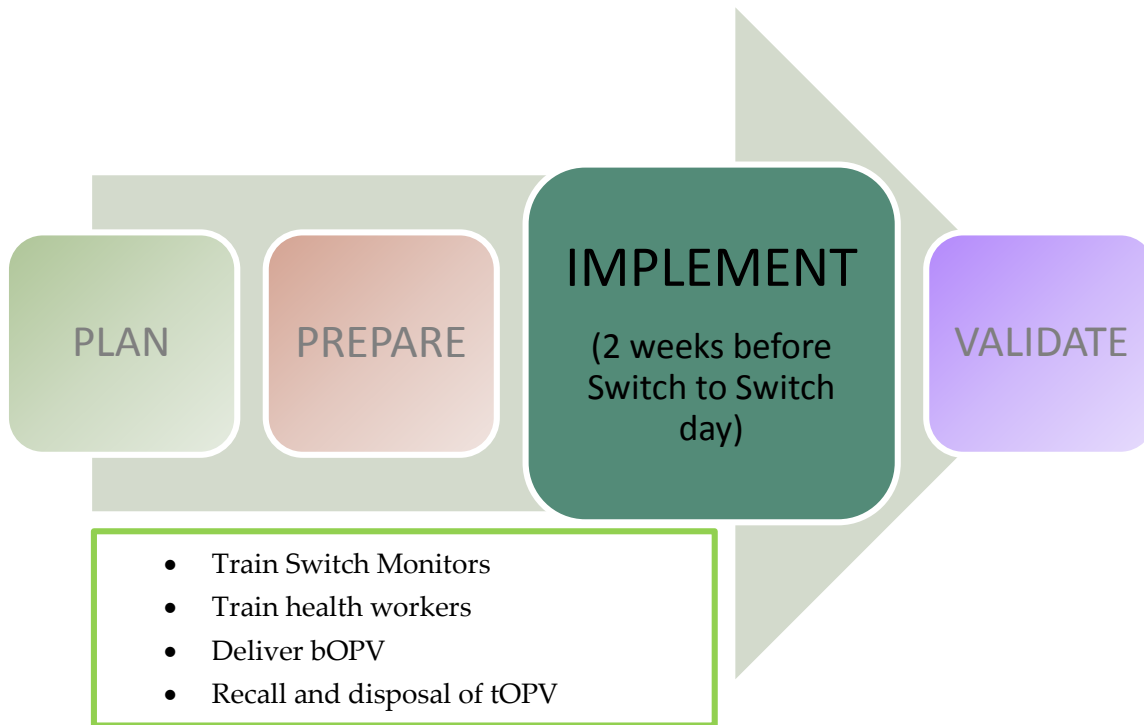 PLAN
PREPARE
IMPLEMENT
(2 weeks before
Switch to Switch
day)
VALIDATE
• Train Switch Monitors
• Train health workers
• Deliver bOPV
• Recall and disposal of tOPV